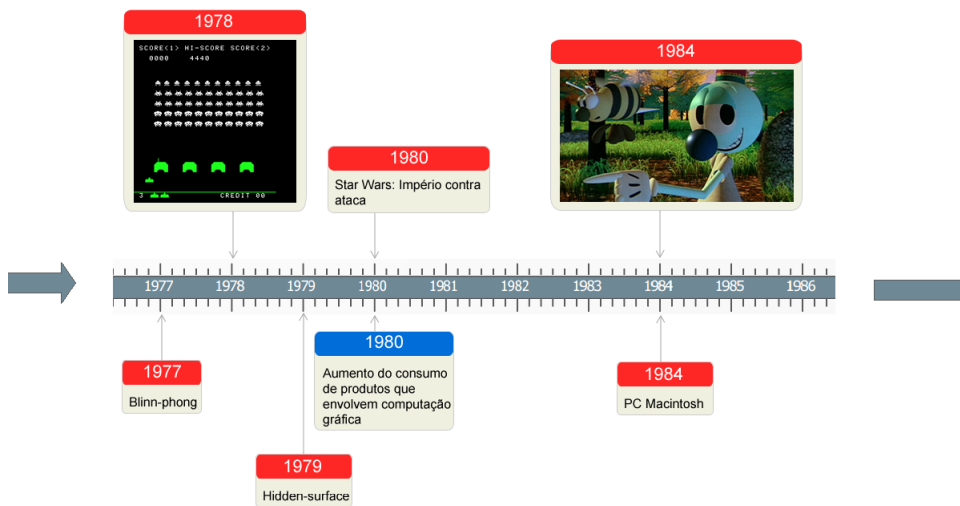 1978
SCORE<1> HI-SCORE SCORE<2>
0000 4440
3 CREDIT 00
1984
1980
Star Wars: Império contra
ataca
1977 1978 1979 1980 1981 1982 1983 1984 1985 1986
1977
Blinn-phong
1980
Aumento do consumo
de produtos que
envolvem computação
gráfica
1984
PC Macintosh
1979
Hidden-surface